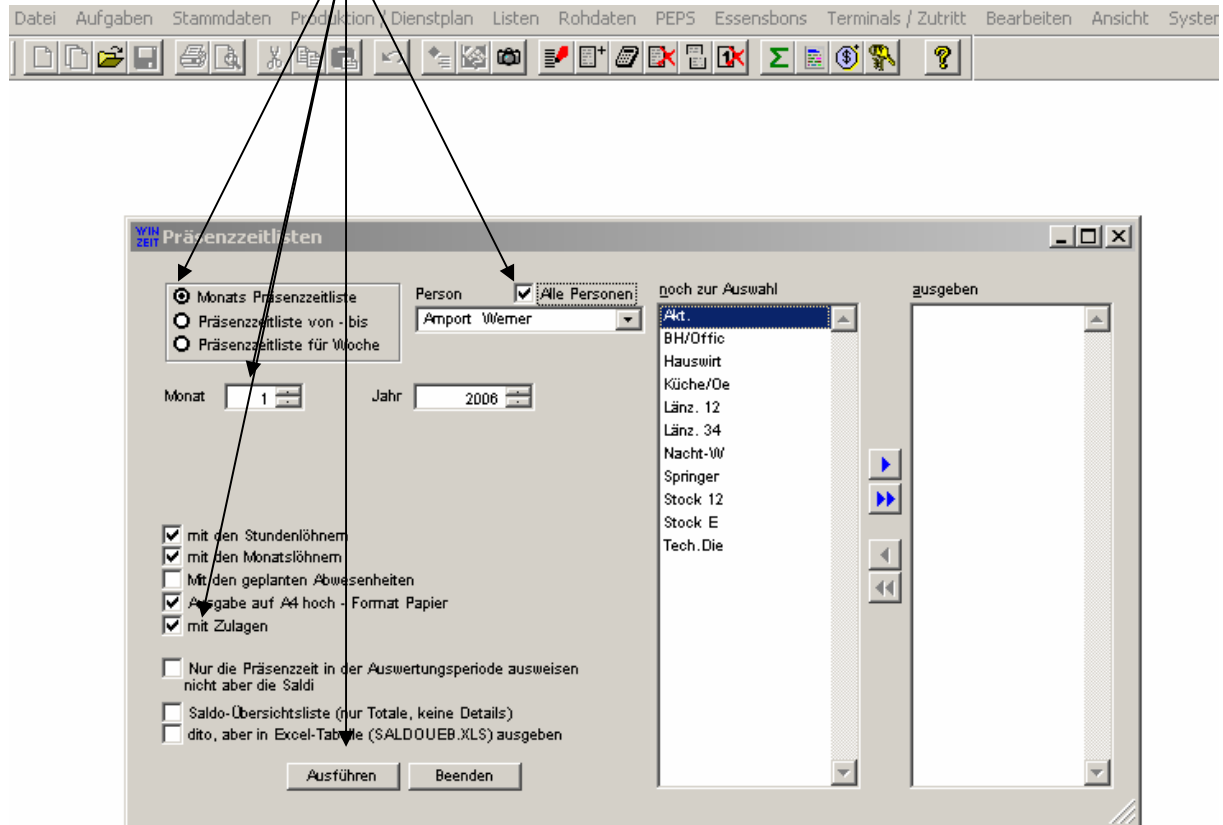 Datei Aufgaben Stammdaten Produktion / Dienstplan Listen Rohdaten PEPS Essensbons Terminals / Zutritt Bearbeiten Ansicht System
WIN ZEIT Präsenzzeitlisten
Monats Präsenzzeitliste
Präsenzzeitliste von - bis
Präsenzzeitliste für Woche
Person Alle Personen
Amport Werner
Monat 1 Jahr 2006
mit den Stundenlöhnern
mit den Monatslöhnern
Mit den geplanten Abwesenheiten
Ausgabe auf A4 hoch - Format Papier
mit Zulagen
Nur die Präsenzzeit in der Auswertungsperiode ausweisen
nicht aber die Saldi
Saldo-Übersichtsliste (nur Totale, keine Details)
dito, aber in Excel-Tabelle (SALDOUEB.XLS) ausgeben
Ausführen Beenden
noch zur Auswahl
Akt.
BH/Offic
Hauswirt
Küche/Oe
Länz. 12
Länz. 34
Nacht-W
Springer
Stock 12
Stock E
Tech.Die
ausgeben